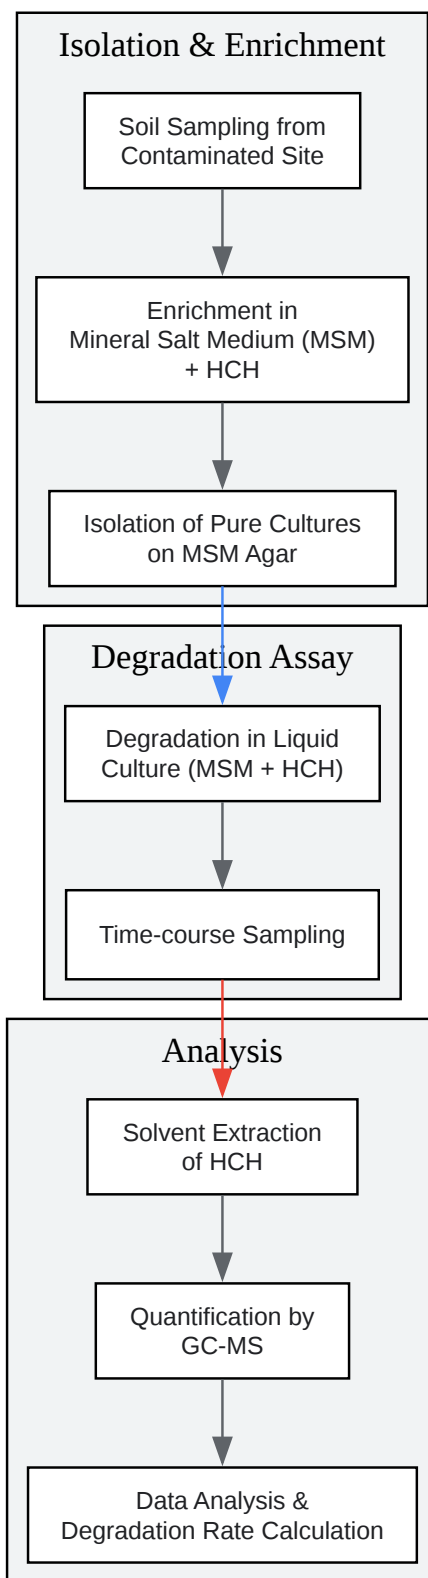 Isolation & Enrichment
Soil Sampling from
Contaminated Site
Enrichment in
Mineral Salt Medium (MSM)
+ HCH
Isolation of Pure Cultures
on MSM Agar
Degradation Assay
Degradation in Liquid
Culture (MSM + HCH)
Time-course Sampling
Analysis
Solvent Extraction
of HCH
Quantification by
GC-MS
Data Analysis &
Degradation Rate Calculation